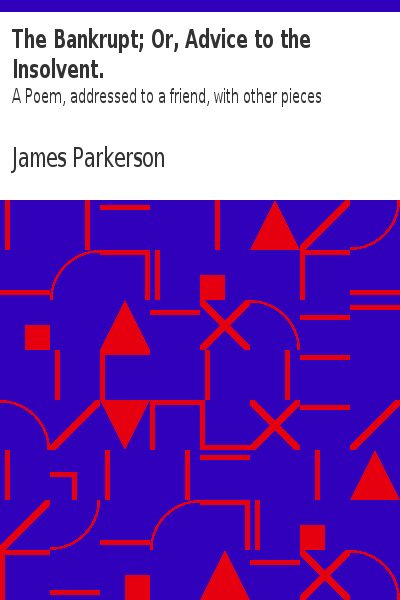 The Bankrupt; Or, Advice to the
Insolvent.
A Poem, addressed to a friend, with other pieces
James Parkerson